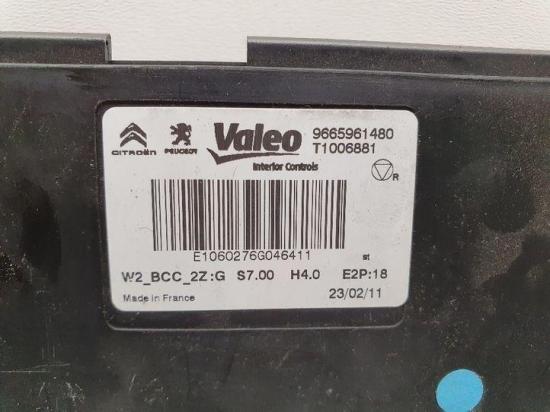 CITROËN PEUGEOT Valeo 9665961480
T1006881
Interior Controls
R
E1060276G046411
st
W2_BCC_2Z:G S7.00 H4.0 E2P:18
Made in France 23/02/11